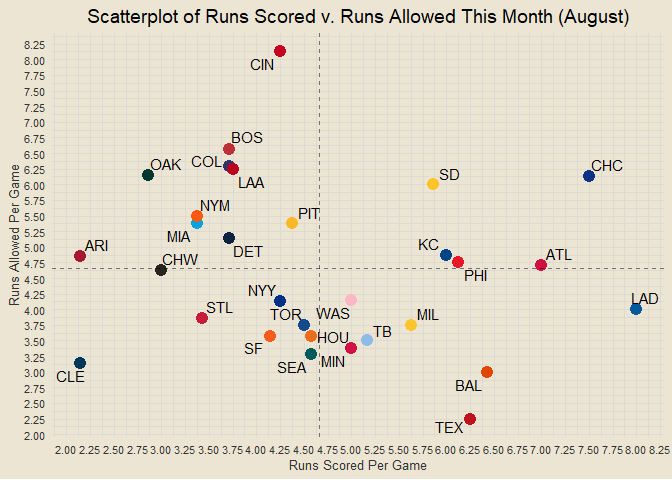 Scatterplot of Runs Scored v. Runs Allowed This Month (August)
8.25
8.00
7.75
7.50
7.25
7.00
6.75
6.50
6.25
6.00
5.75
5.50
5.25
5.00
4.75
4.50
4.25
4.00
3.75
3.50
3.25
3.00
2.75
2.50
2.25
2.00
Runs Allowed Per Game
CIN
BOS
OAK
COL
LAA
SD
CHC
NYM
PIT
MIA
ARI
DET
KC
ATL
CHW
PHI
NYY
LAD
STL
TOR
WAS
MIL
SF
HOU
TB
SEA
MIN
CLE
BAL
TEX
2.00 2.25 2.50 2.75 3.00 3.25 3.50 3.75 4.00 4.25 4.50 4.75 5.00 5.25 5.50 5.75 6.00 6.25 6.50 6.75 7.00 7.25 7.50 7.75 8.00 8.25
Runs Scored Per Game